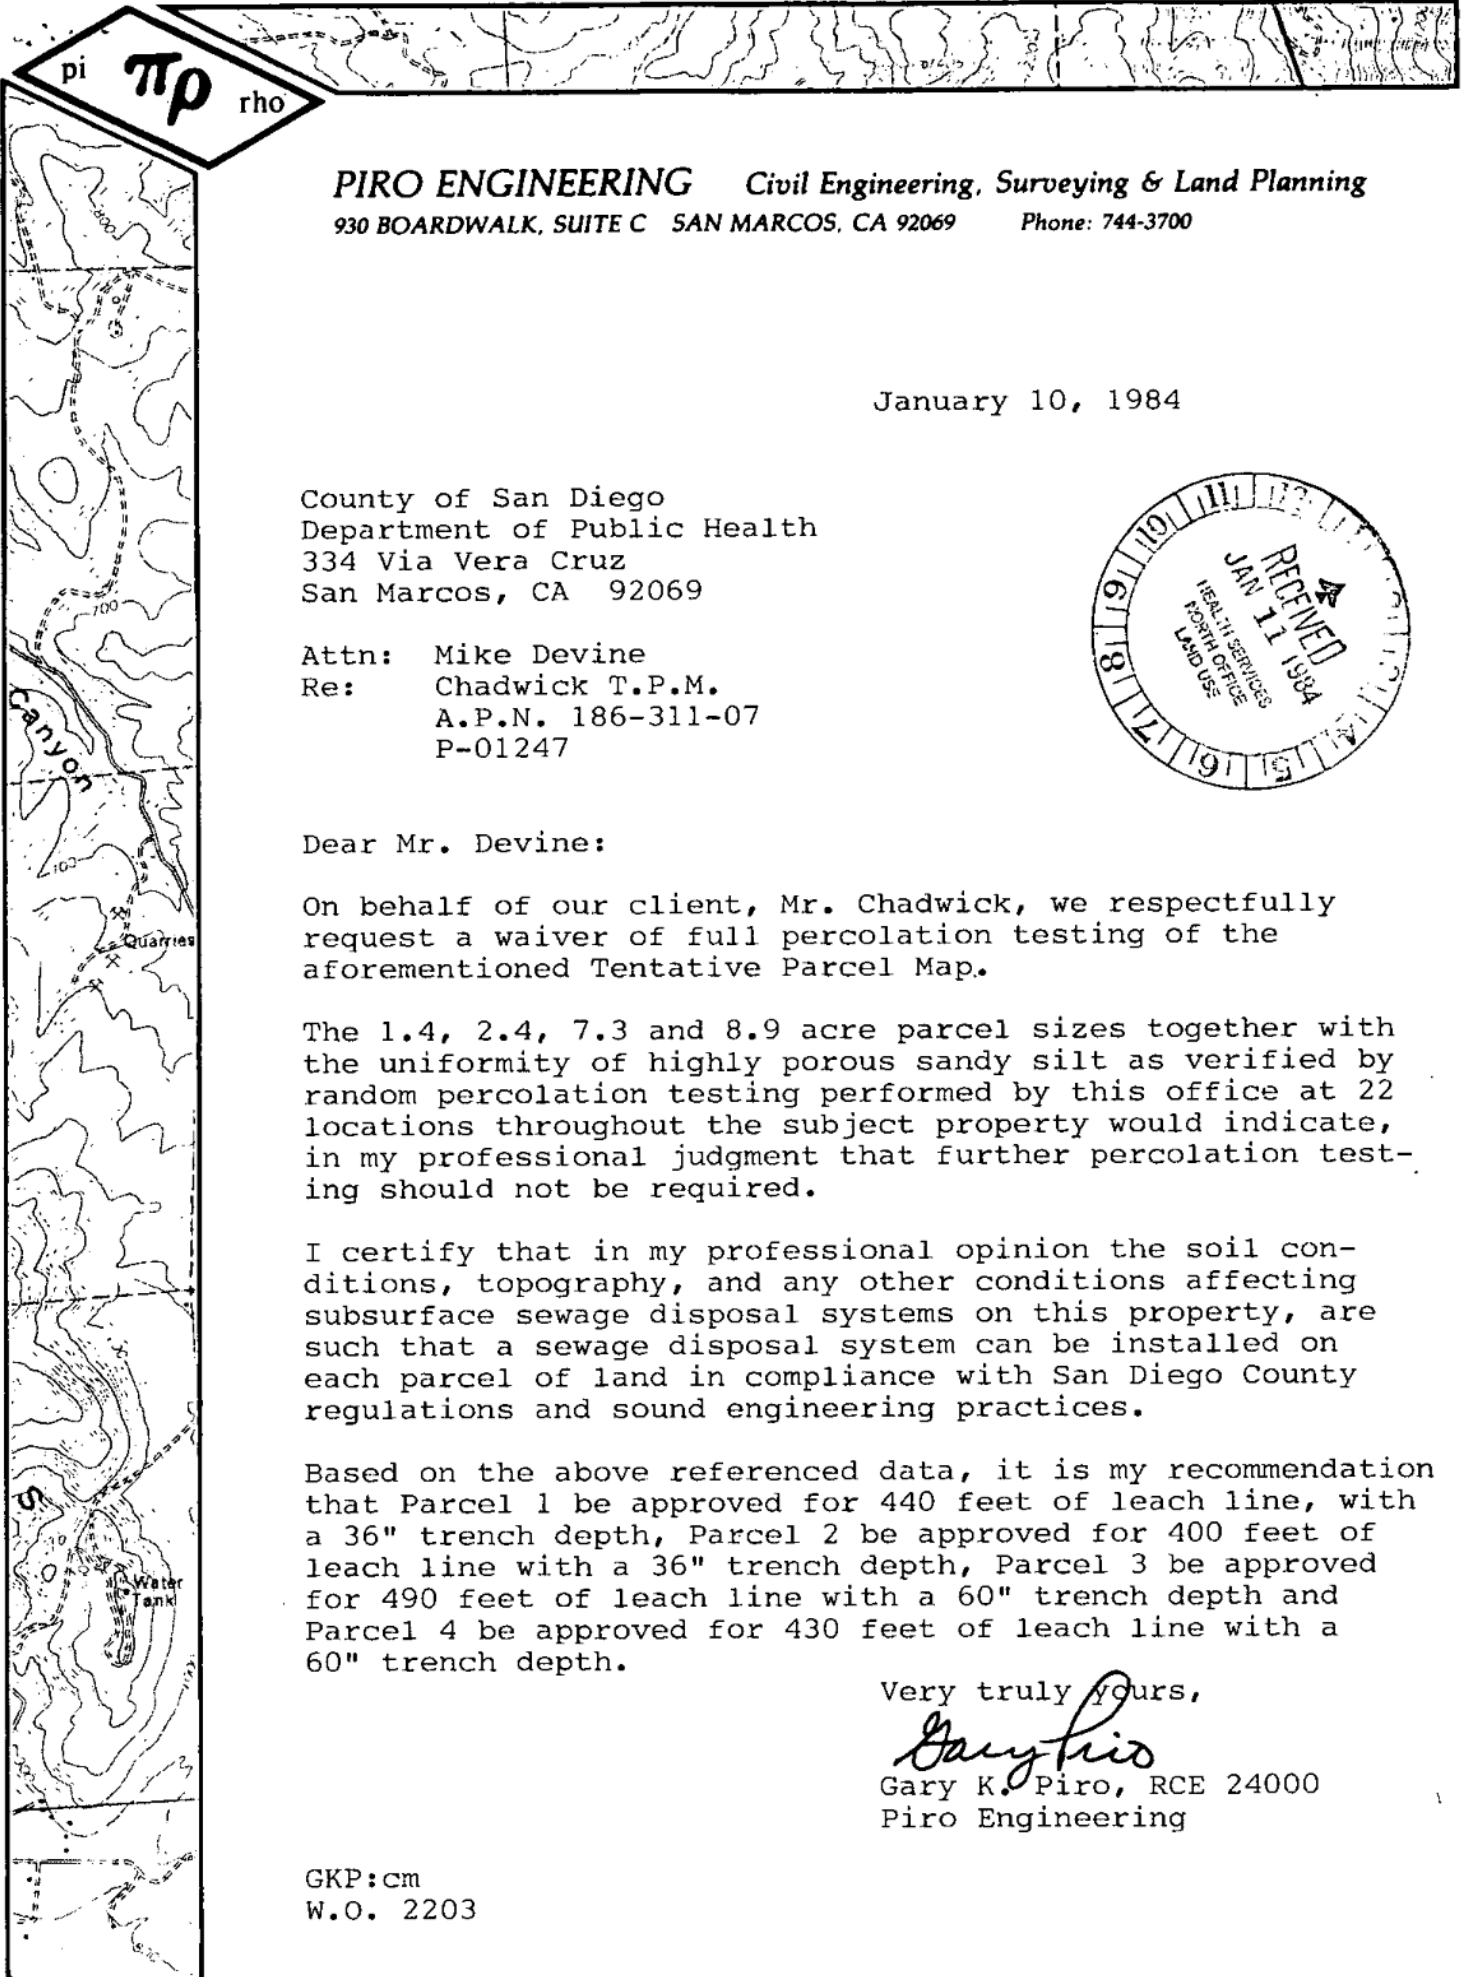 pi πρ rho
PIRO ENGINEERING Civil Engineering, Surveying & Land Planning
930 BOARDWALK, SUITE C SAN MARCOS, CA 92069 Phone: 744-3700
January 10, 1984
County of San Diego
Department of Public Health
334 Via Vera Cruz
San Marcos, CA 92069
RECEIVED
JAN 11 1984
HEALTH SERVICES
NORTH OFFICE
LAND USE
Attn: Mike Devine
Re: Chadwick T.P.M.
A.P.N. 186-311-07
P-01247
Dear Mr. Devine:
On behalf of our client, Mr. Chadwick, we respectfully
request a waiver of full percolation testing of the
aforementioned Tentative Parcel Map.
The 1.4, 2.4, 7.3 and 8.9 acre parcel sizes together with
the uniformity of highly porous sandy silt as verified by
random percolation testing performed by this office at 22
locations throughout the subject property would indicate,
in my professional judgment that further percolation test-
ing should not be required.
I certify that in my professional opinion the soil con-
ditions, topography, and any other conditions affecting
subsurface sewage disposal systems on this property, are
such that a sewage disposal system can be installed on
each parcel of land in compliance with San Diego County
regulations and sound engineering practices.
Based on the above referenced data, it is my recommendation
that Parcel 1 be approved for 440 feet of leach line, with
a 36" trench depth, Parcel 2 be approved for 400 feet of
leach line with a 36" trench depth, Parcel 3 be approved
for 490 feet of leach line with a 60" trench depth and
Parcel 4 be approved for 430 feet of leach line with a
60" trench depth.
Very truly yours,
Gary Piro
Gary K. Piro, RCE 24000
Piro Engineering
GKP:cm
W.O. 2203
800
700
Canyon
Quarries
S
Water
Tank